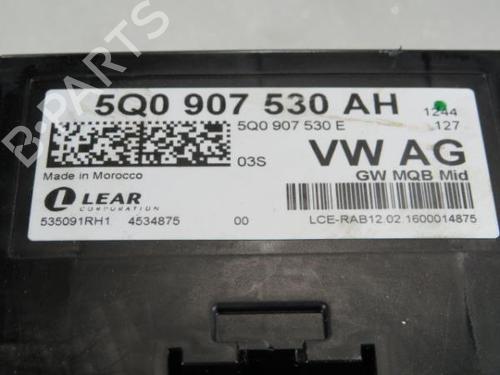 5Q0 907 530 AH 1244
5Q0 907 530 E 127
03S VW AG
Made in Morocco GW MQB Mid
LEAR
CORPORATION
535091RH1 4534875 00 LCE-RAB12.02.1600014875
B-PARTS